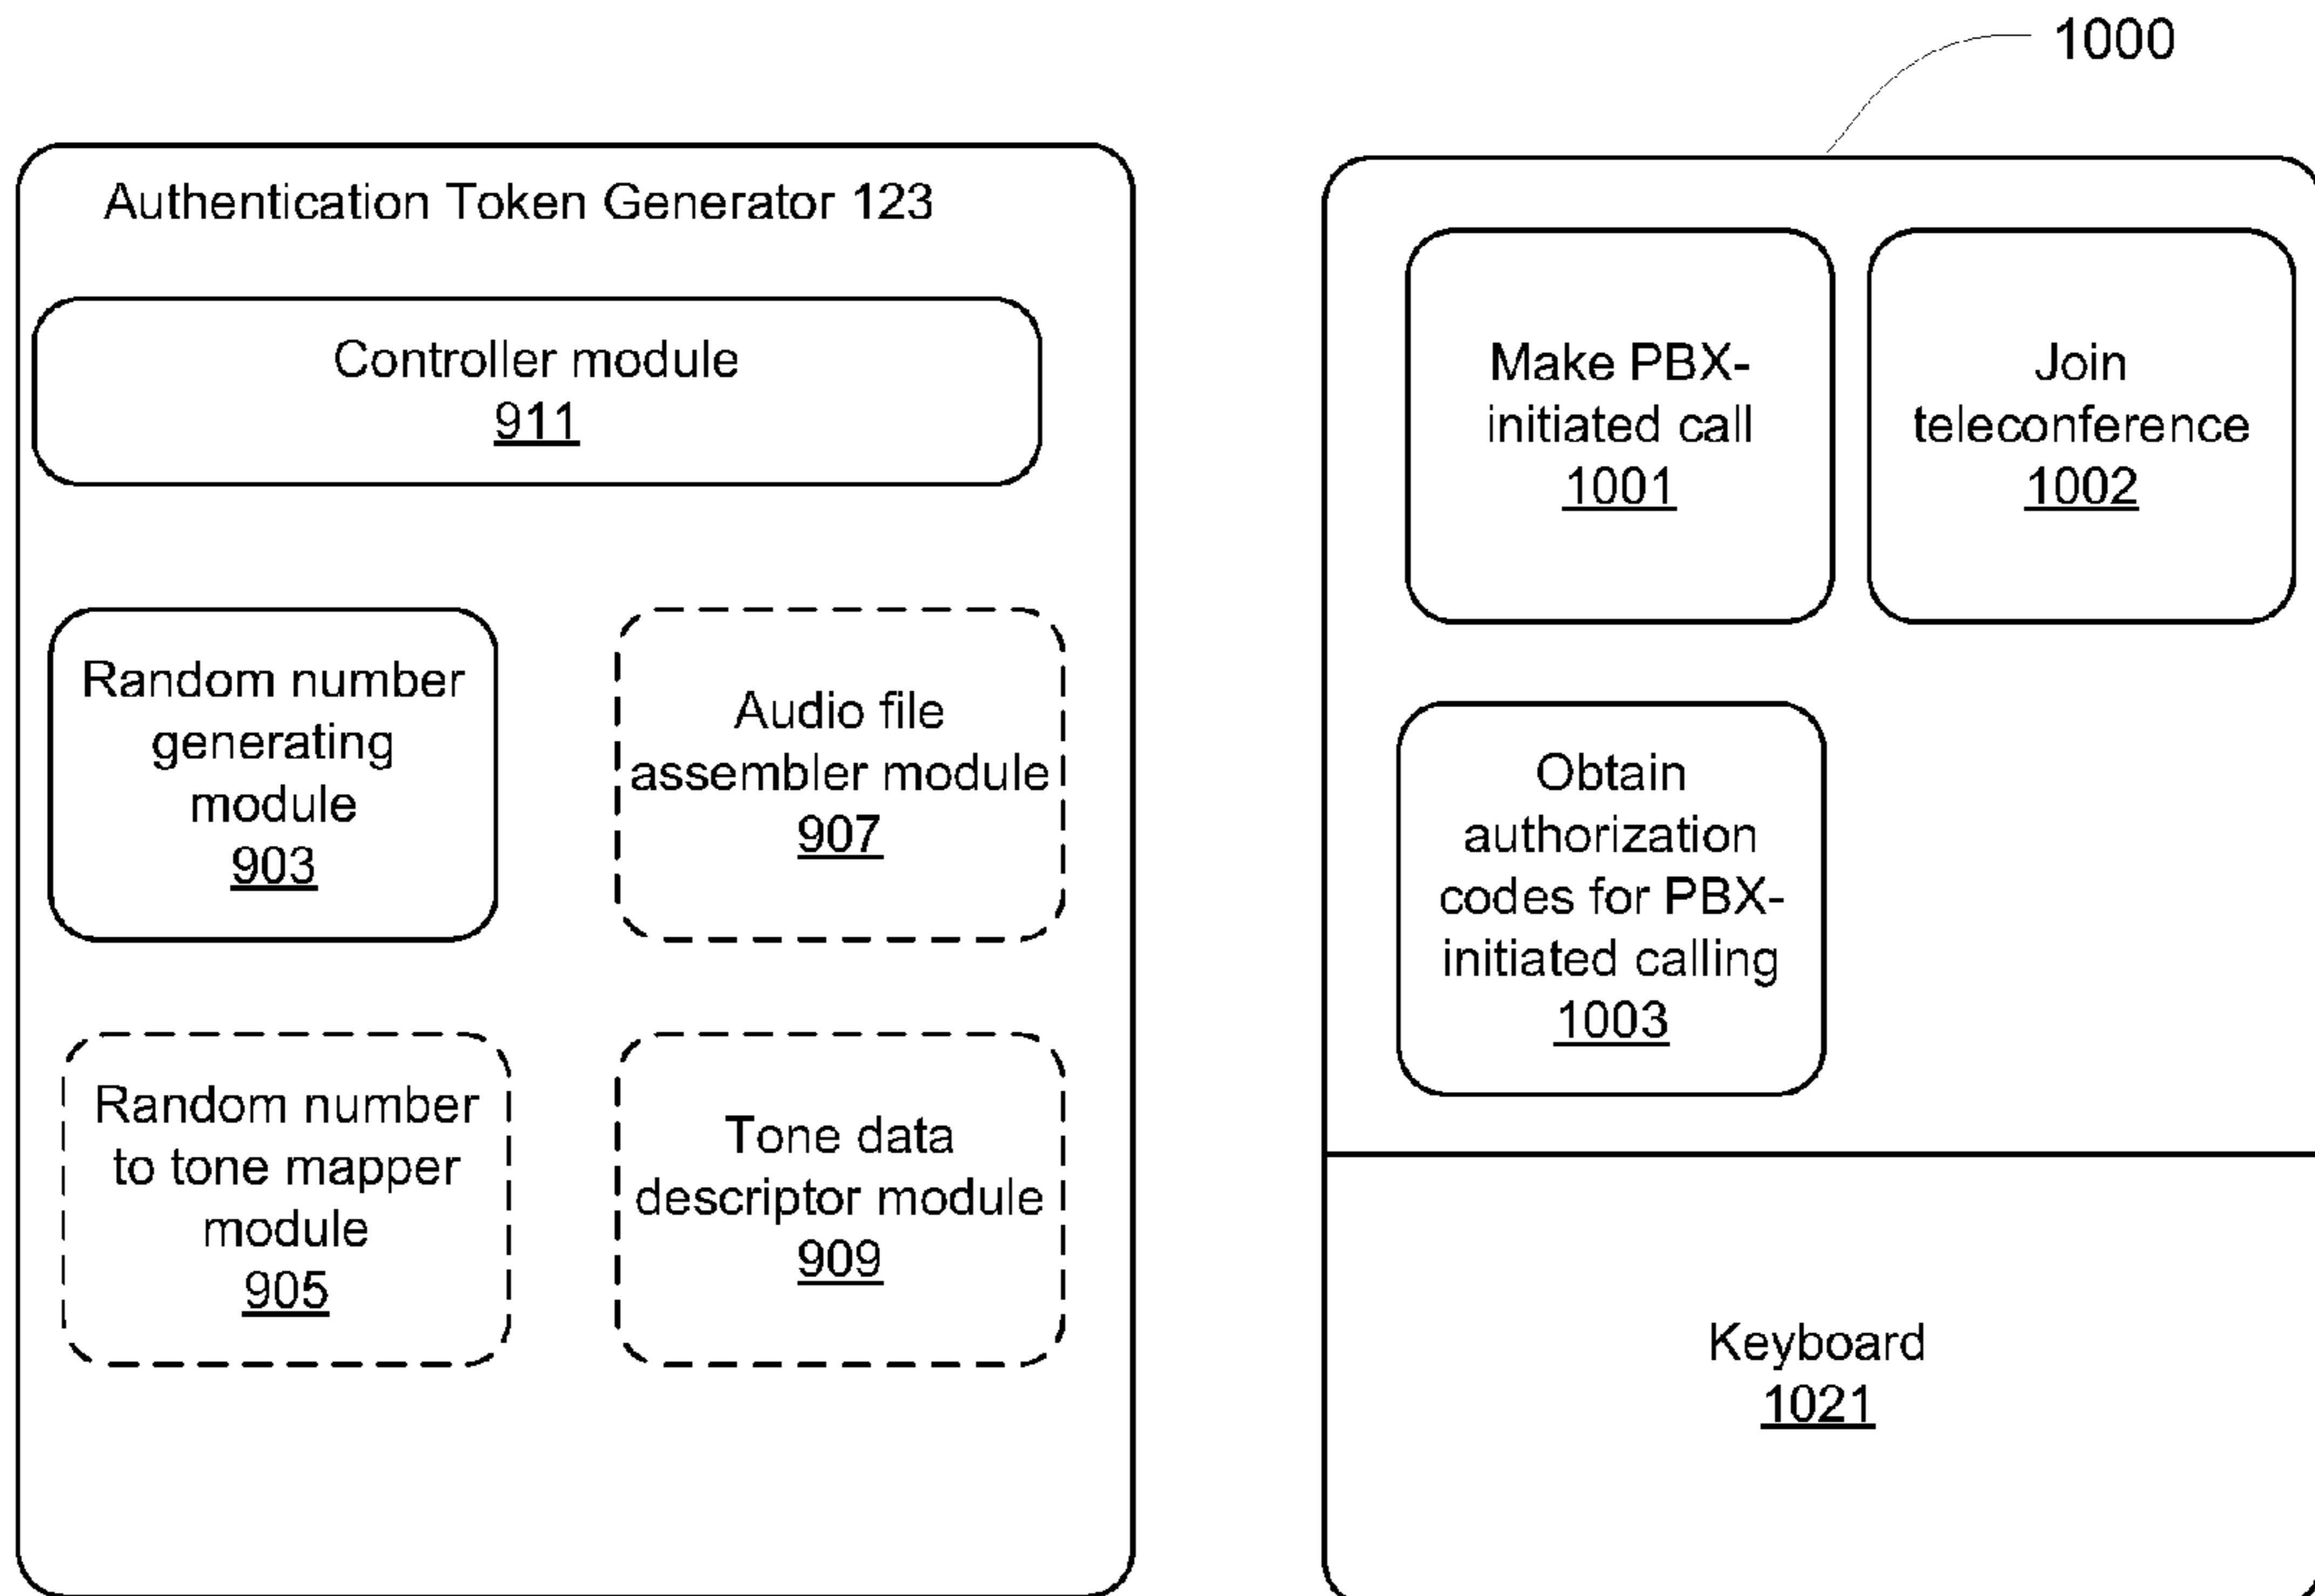 1000
Authentication Token Generator 123
Controller module
911
Random number
generating
module
903
Audio file
assembler module
907
Random number
to tone mapper
module
905
Tone data
descriptor module
909
Make PBX-
initiated call
1001
Join
teleconference
1002
Obtain
authorization
codes for PBX-
initiated calling
1003
Keyboard
1021